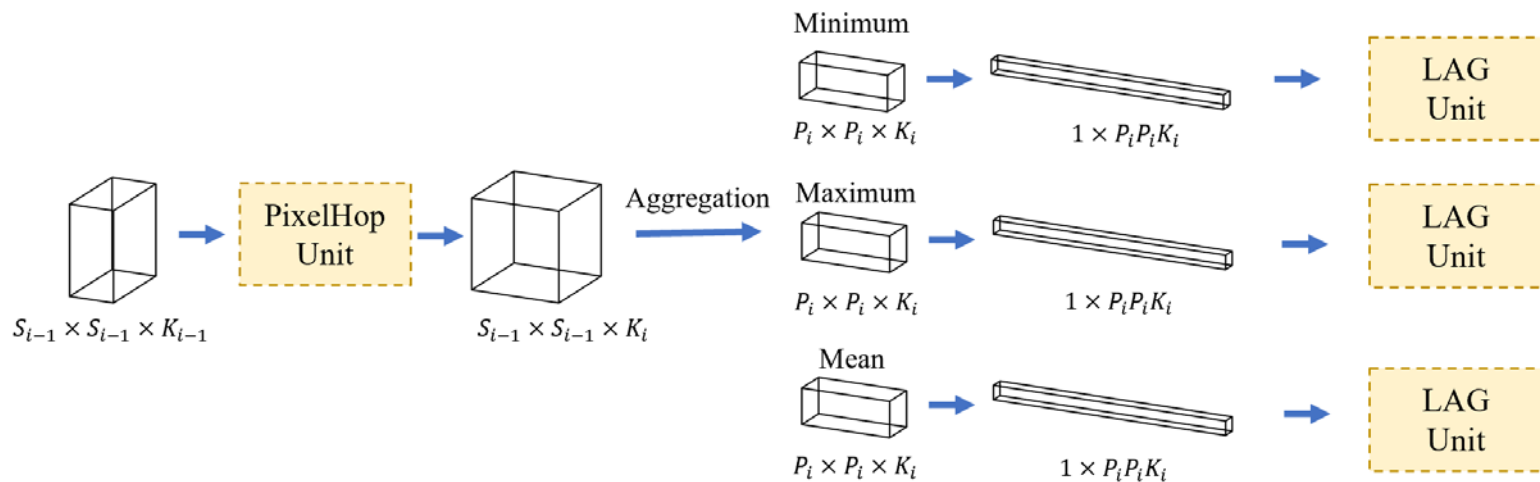 Minimum
P_i × P_i × K_i
1 × P_iP_iK_i
LAG
Unit
S_{i−1} × S_{i−1} × K_{i−1}
PixelHop
Unit
S_{i−1} × S_{i−1} × K_i
Aggregation
Maximum
P_i × P_i × K_i
1 × P_iP_iK_i
LAG
Unit
Mean
P_i × P_i × K_i
1 × P_iP_iK_i
LAG
Unit